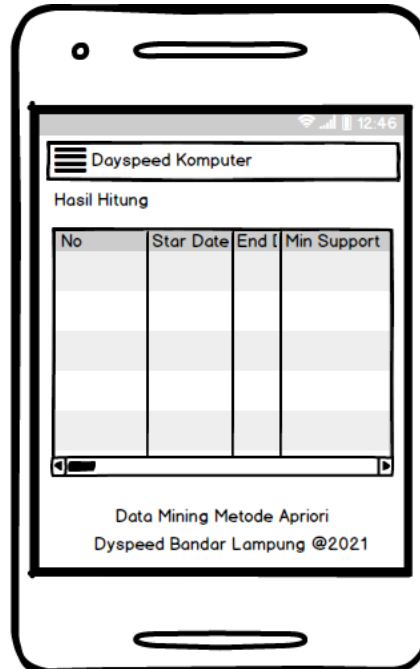 12:46
Dayspeed Komputer
Hasil Hitung
No Star Date End D Min Support
Data Mining Metode Apriori
Dyspeed Bandar Lampung @2021